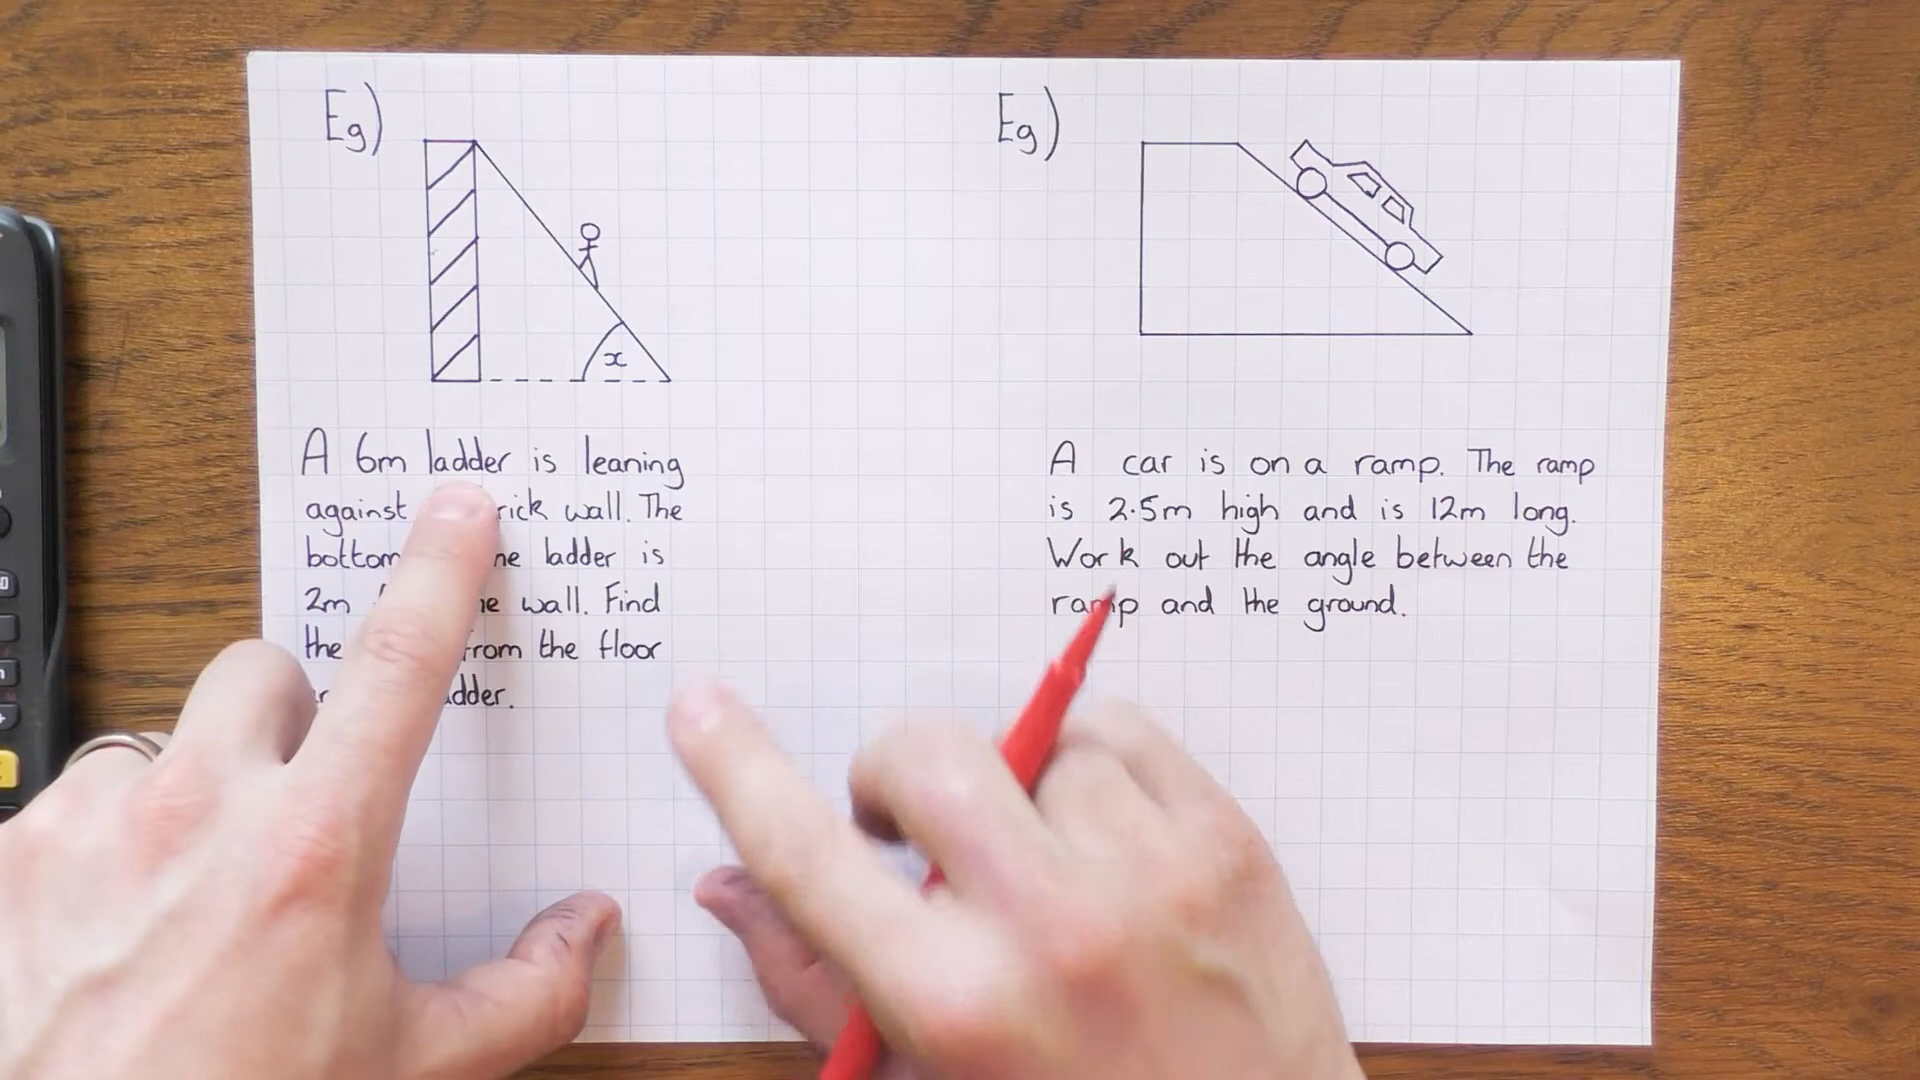 Eg)
x
A 6m ladder is leaning
against rick wall. The
bottom ne ladder is
2m wall. Find
the from the floor
adder.
Eg)
A car is on a ramp. The ramp
is 2.5m high and is 12m long.
Work out the angle between the
ramp and the ground.